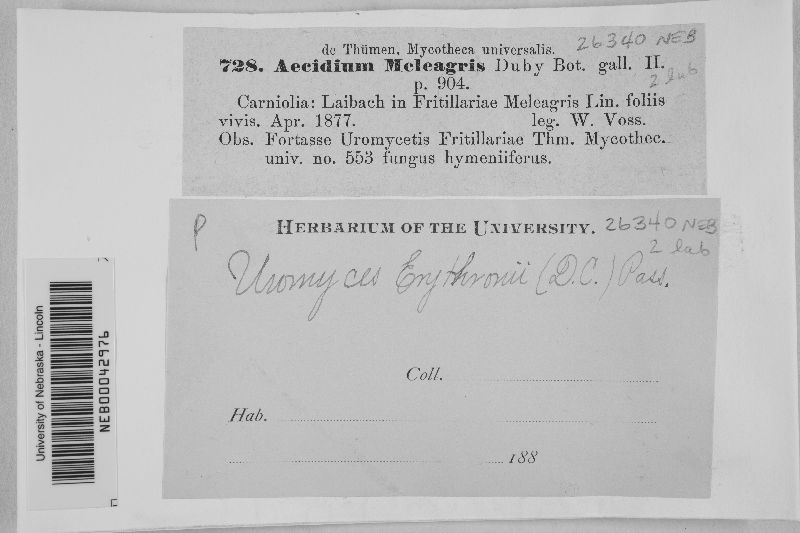 de Thümen, Mycotheca universalis.
26340 NEB
2 lab
728. Aecidium Meleagris Duby Bot. gall. II.
p. 904.
Carniolia: Laibach in Fritillariae Meleagris Lin. foliis
vivis. Apr. 1877. leg. W. Voss.
Obs. Fortasse Uromycetis Fritillariae Thm. Mycothec.
univ. no. 553 fungus hymeniiferus.
P
HERBARIUM OF THE UNIVERSITY.
26340 NEB
2 lab
Uromyces Erythronii (D.C.) Pass.
Coll.
Hab.
188
University of Nebraska - Lincoln
NEB00042976